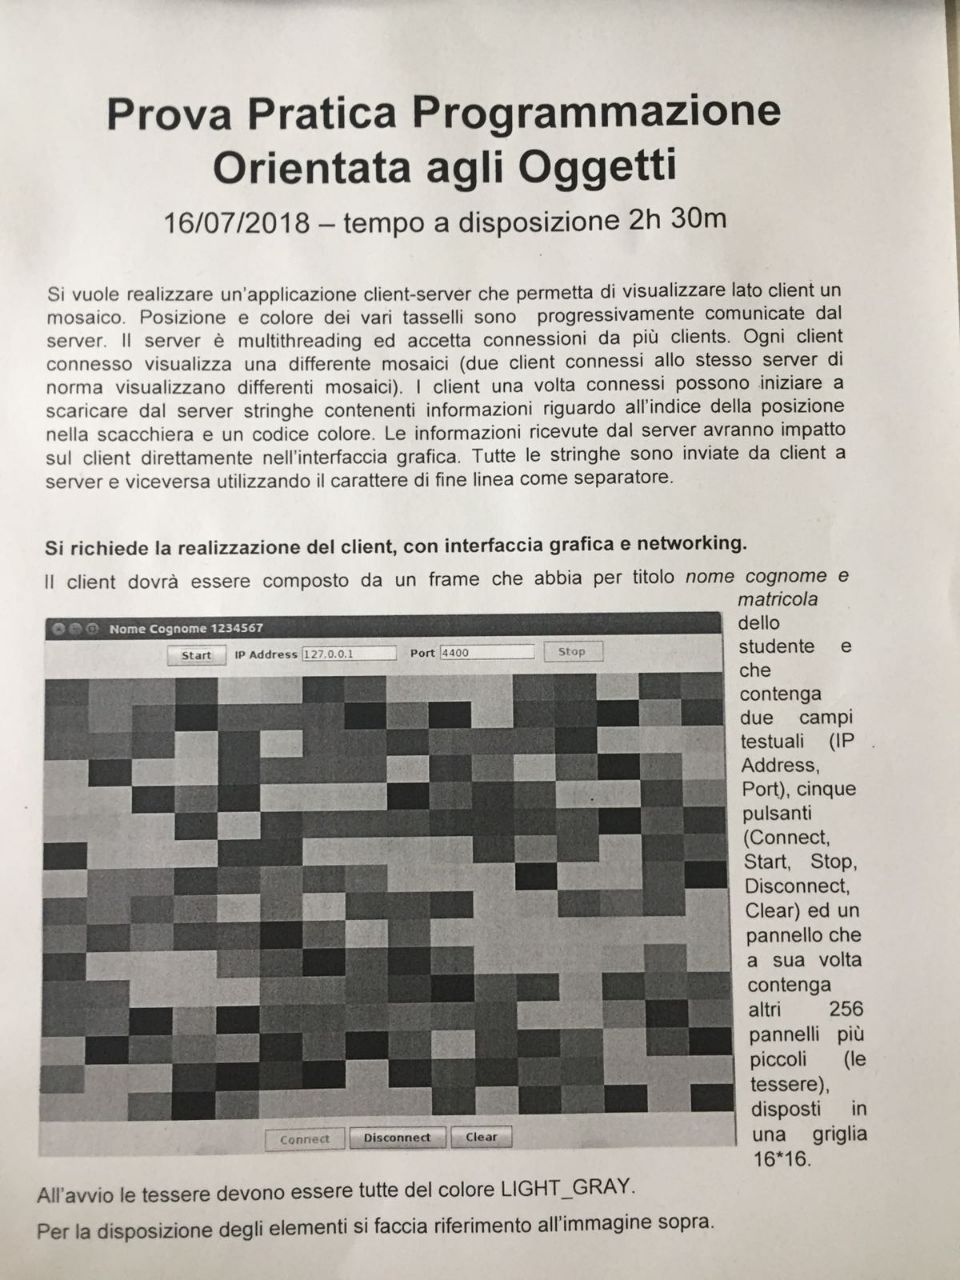 Prova Pratica Programmazione
Orientata agli Oggetti
16/07/2018 – tempo a disposizione 2h 30m
Si vuole realizzare un'applicazione client-server che permetta di visualizzare lato client un
mosaico. Posizione e colore dei vari tasselli sono progressivamente comunicate dal
server. Il server è multithreading ed accetta connessioni da più clients. Ogni client
connesso visualizza una differente mosaici (due client connessi allo stesso server di
norma visualizzano differenti mosaici). I client una volta connessi possono iniziare a
scaricare dal server stringhe contenenti informazioni riguardo all'indice della posizione
nella scacchiera e un codice colore. Le informazioni ricevute dal server avranno impatto
sul client direttamente nell'interfaccia grafica. Tutte le stringhe sono inviate da client a
server e viceversa utilizzando il carattere di fine linea come separatore.
Si richiede la realizzazione del client, con interfaccia grafica e networking.
Il client dovrà essere composto da un frame che abbia per titolo nome cognome e
matricola
dello
studente e
che
contenga
due campi
testuali (IP
Address,
Port), cinque
pulsanti
(Connect,
Start, Stop,
Disconnect,
Clear) ed un
pannello che
a sua volta
contenga
altri 256
pannelli più
piccoli (le
tessere),
disposti in
una griglia
16*16.
Nome Cognome 1234567
Start IP Address 127.0.0.1 Port 4400 Stop
Connect Disconnect Clear
All'avvio le tessere devono essere tutte del colore LIGHT_GRAY.
Per la disposizione degli elementi si faccia riferimento all'immagine sopra.